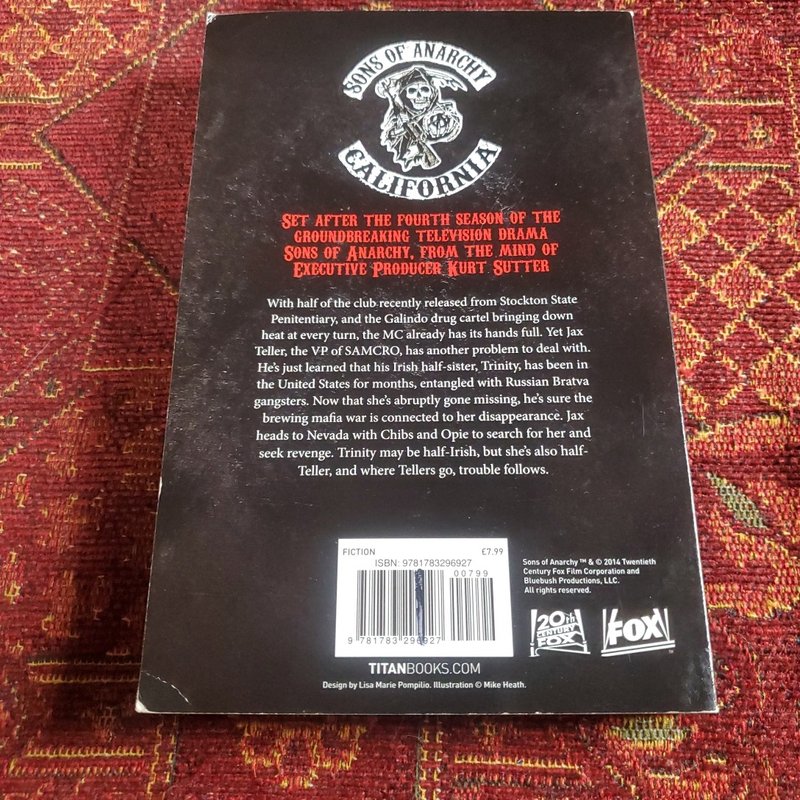 SONS OF ANARCHY
CALIFORNIA
SET AFTER THE FOURTH SEASON OF THE
GROUNDBREAKING TELEVISION DRAMA
SONS OF ANARCHY, FROM THE MIND OF
EXECUTIVE PRODUCER KURT SUTTER
With half of the club recently released from Stockton State
Penitentiary, and the Galindo drug cartel bringing down
heat at every turn, the MC already has its hands full. Yet Jax
Teller, the VP of SAMCRO, has another problem to deal with.
He's just learned that his Irish half-sister, Trinity, has been in
the United States for months, entangled with Russian Bratva
gangsters. Now that she's abruptly gone missing, he's sure the
brewing mafia war is connected to her disappearance. Jax
heads to Nevada with Chibs and Opie to search for her and
seek revenge. Trinity may be half-Irish, but she's also half-
Teller, and where Tellers go, trouble follows.
FICTION £7.99
ISBN: 9781783296927
00799
9 781783 296927
TITANBOOKS.COM
Design by Lisa Marie Pompilio. Illustration © Mike Heath.
Sons of Anarchy ™ & © 2014 Twentieth
Century Fox Film Corporation and
Bluebush Productions, LLC.
All rights reserved.
20th
CENTURY
FOX
FOX
™